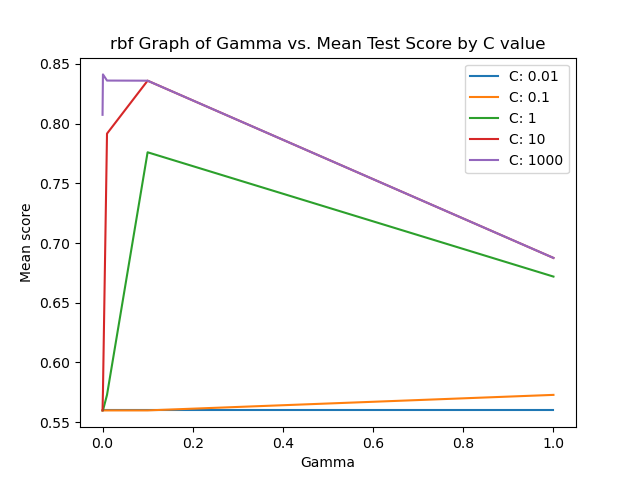 rbf Graph of Gamma vs. Mean Test Score by C value
0.85
0.80
0.75
0.70
0.65
0.60
0.55
Mean score
C: 0.01
C: 0.1
C: 1
C: 10
C: 1000
0.0 0.2 0.4 0.6 0.8 1.0
Gamma